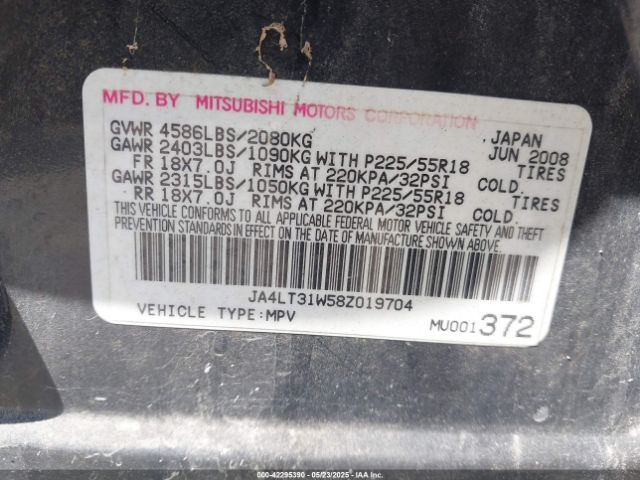 MFD. BY MITSUBISHI MOTORS CORPORATION
GVWR 4586LBS/2080KG JAPAN
GAWR 2403LBS/1090KG WITH P225/55R18 JUN 2008
FR 18X7.0J RIMS AT 220KPA/32PSI COLD. TIRES
GAWR 2315LBS/1050KG WITH P225/55R18 TIRES
RR 18X7.0J RIMS AT 220KPA/32PSI COLD.
THIS VEHICLE CONFORMS TO ALL APPLICABLE FEDERAL MOTOR VEHICLE SAFETY AND THEFT
PREVENTION STANDARDS IN EFFECT ON THE DATE OF MANUFACTURE SHOWN ABOVE.
JA4LT31W58Z019704
VEHICLE TYPE:MPV MU001372
000-42295390 - 05/23/2025 - IAAI.COM